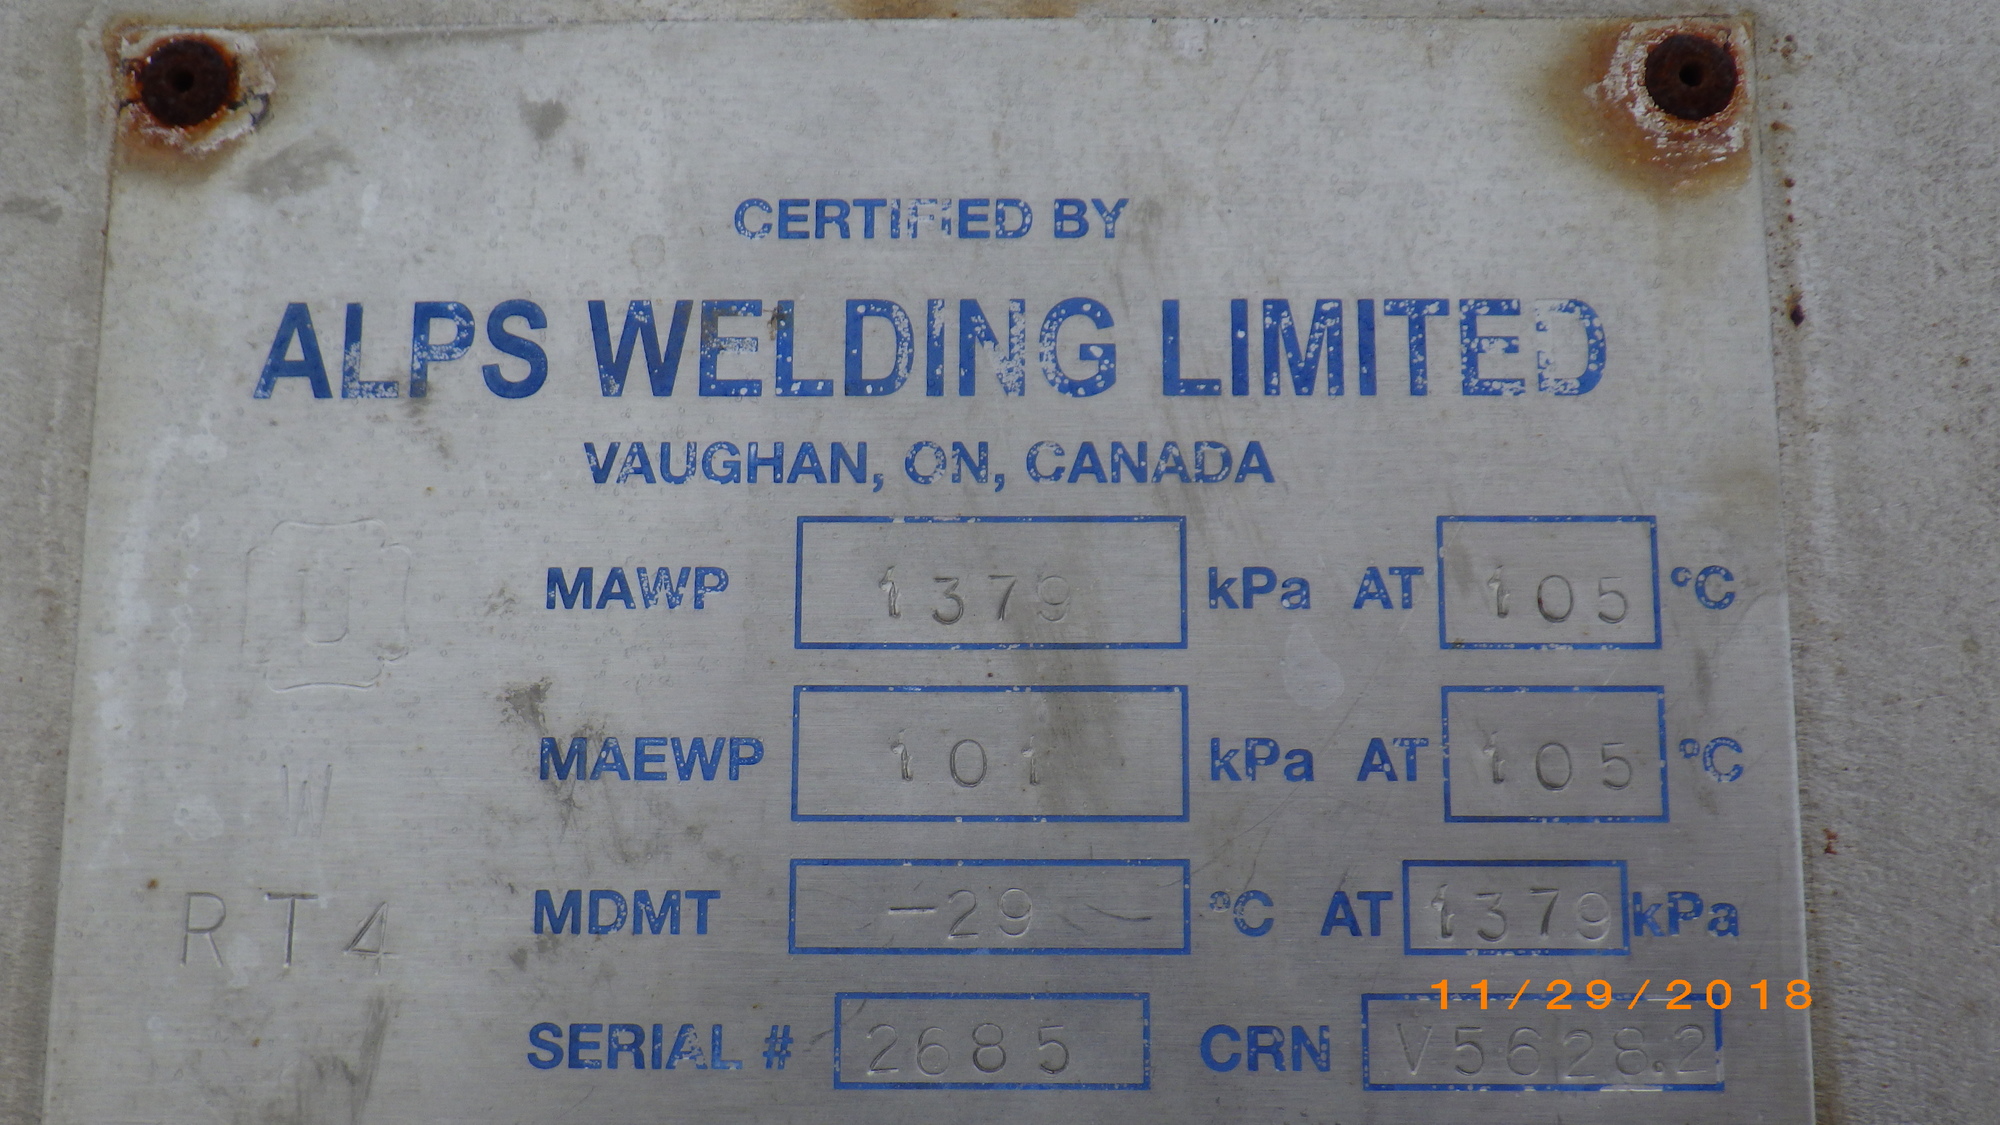 CERTIFIED BY
ALPS WELDING LIMITED
VAUGHAN, ON, CANADA
U
MAWP 1379 kPa AT 105 °C
MAEWP 101 kPa AT 105 °C
W
RT4
MDMT -29 °C AT 1379 kPa
11/29/2018
SERIAL # 2685 CRN V5628.2